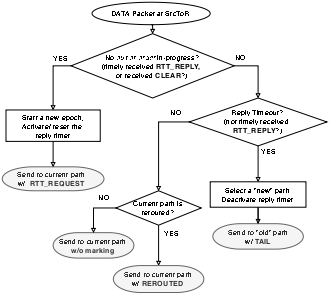 DATA Packet at SrcToR
No out of order in-progress?
(timely received RTT_REPLY,
or received CLEAR?)
YES
NO
Start a new epoch,
Activate/reset the
reply timer
Send to current path
w/ RTT_REQUEST
Reply Timeout?
(not timely received
RTT_REPLY?)
NO
YES
Current path is
rerouted?
Select a "new" path
Deactivate reply timer
NO
YES
Send to current path
w/o marking
Send to "old" path
w/ TAIL
Send to current path
w/ REROUTED